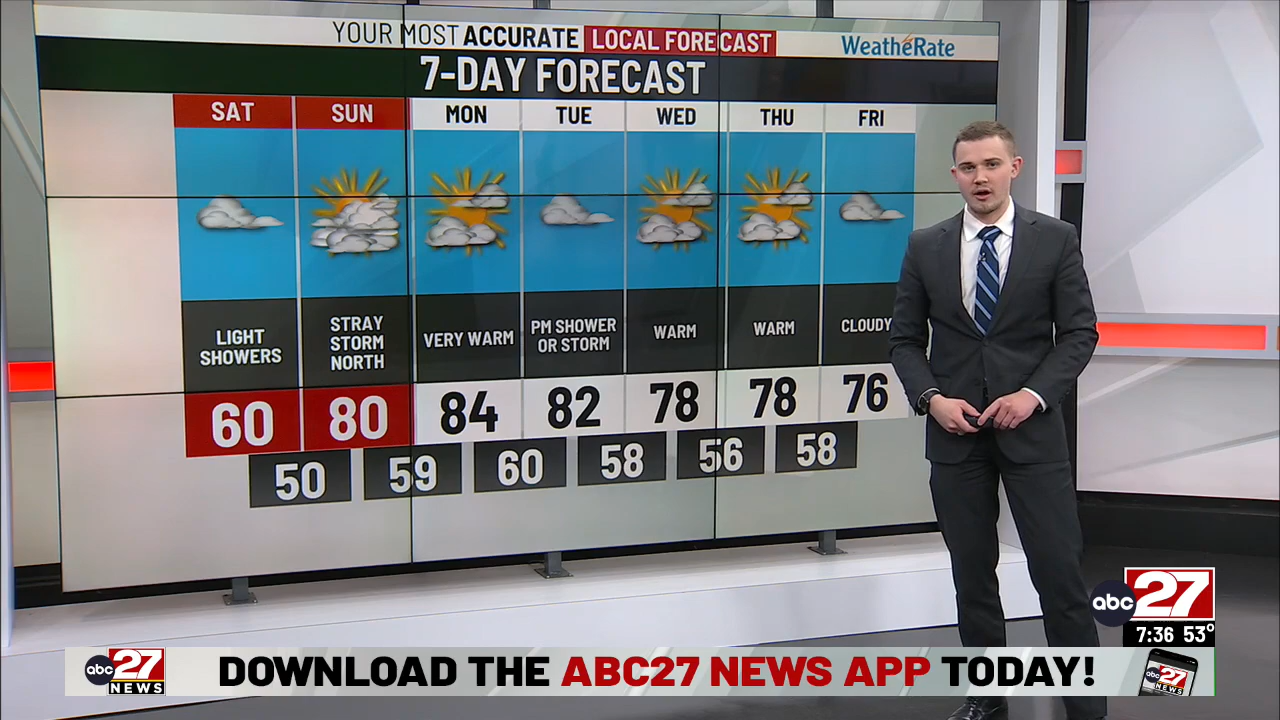 YOUR MOST ACCURATE LOCAL FORECAST
WeatheRate
7-DAY FORECAST
SAT SUN MON TUE WED THU FRI
LIGHT SHOWERS
STRAY STORM NORTH
VERY WARM
PM SHOWER OR STORM
WARM
WARM
CLOUDY
60 80 84 82 78 78 76
50 59 60 58 56 58
abc 27
7:36 53°
abc 27 NEWS
DOWNLOAD THE ABC27 NEWS APP TODAY!
abc 27 NEWS